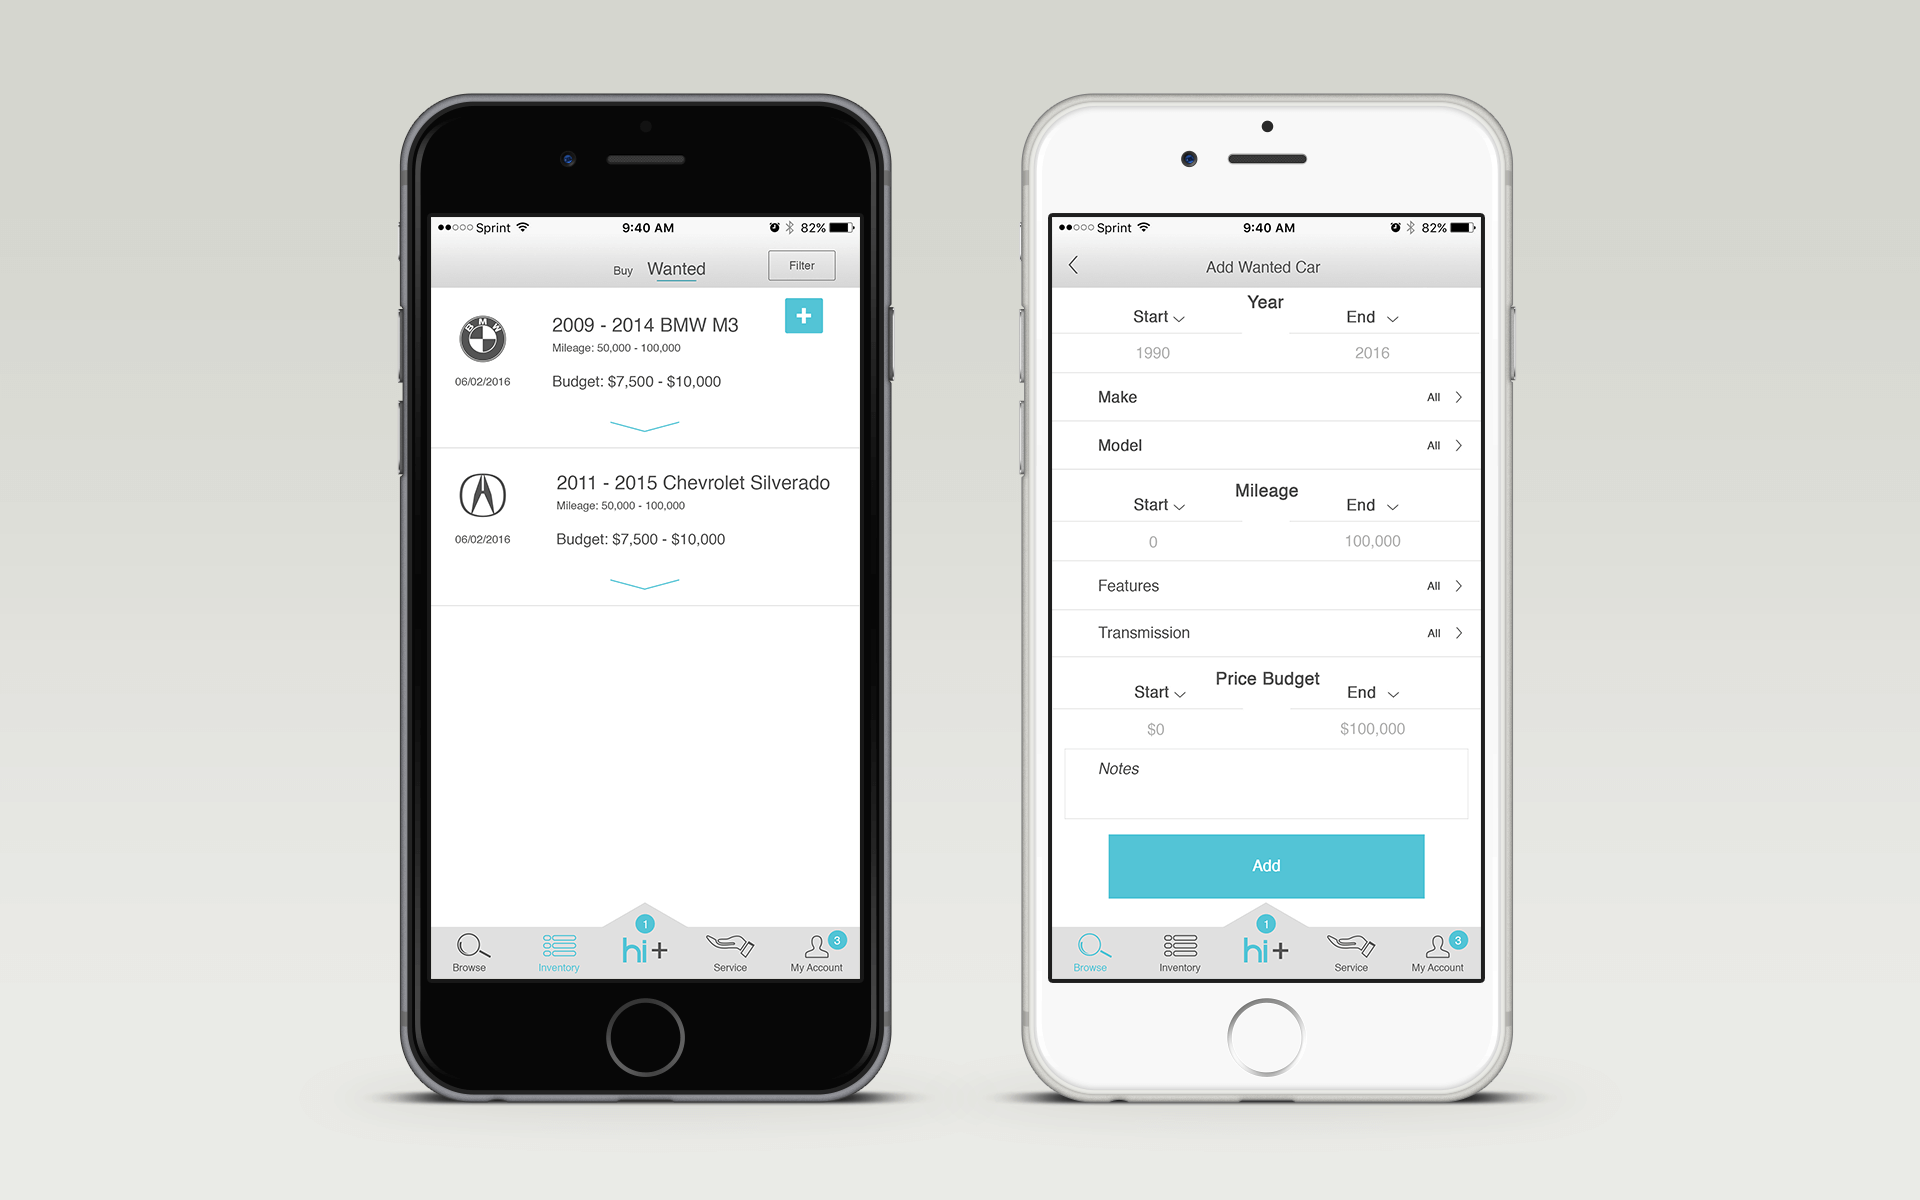 Sprint 9:40 AM 82%
Buy Wanted Filter
+
BMW
2009 - 2014 BMW M3
Mileage: 50,000 - 100,000
06/02/2016
Budget: $7,500 - $10,000
2011 - 2015 Chevrolet Silverado
Mileage: 50,000 - 100,000
06/02/2016
Budget: $7,500 - $10,000
1
hi+
3
Browse Inventory Service My Account
Sprint 9:40 AM 82%
Add Wanted Car
Year
Start End
1990 2016
Make All
Model All
Mileage
Start End
0 100,000
Features All
Transmission All
Price Budget
Start End
$0 $100,000
Notes
Add
1
hi+
3
Browse Inventory Service My Account